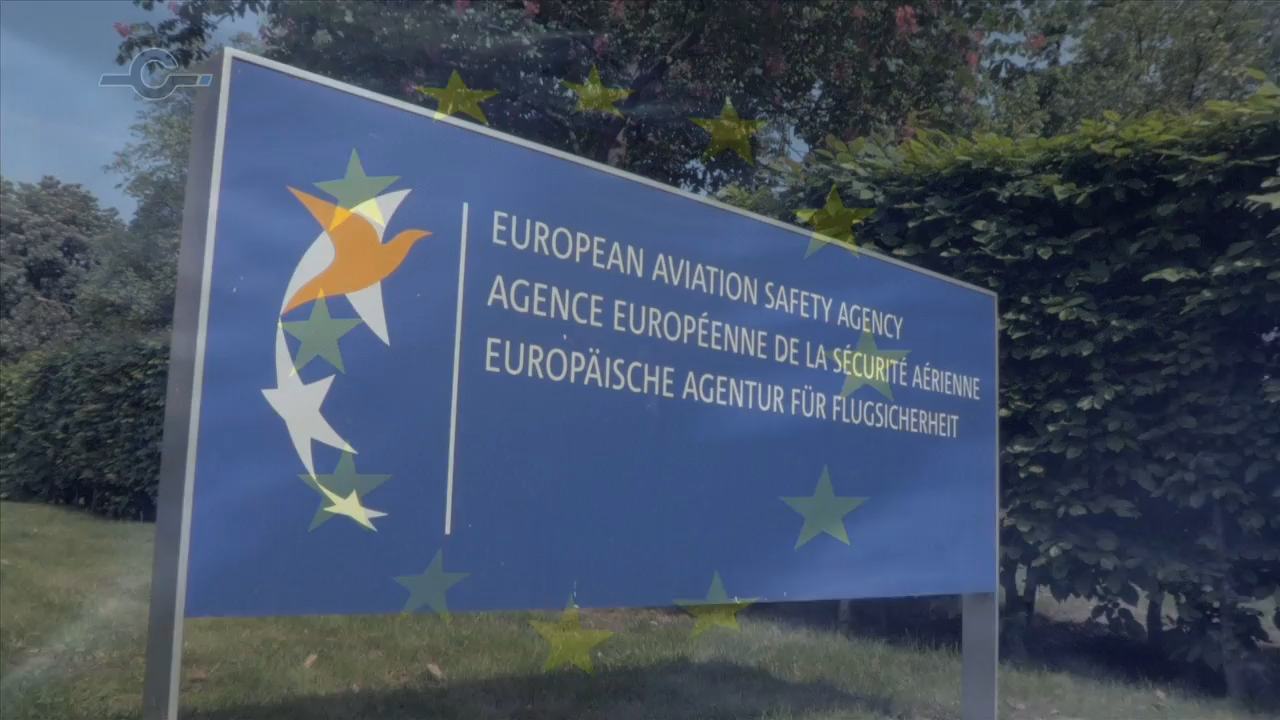 EUROPEAN AVIATION SAFETY AGENCY
AGENCE EUROPÉENNE DE LA SÉCURITÉ AÉRIENNE
EUROPÄISCHE AGENTUR FÜR FLUGSICHERHEIT